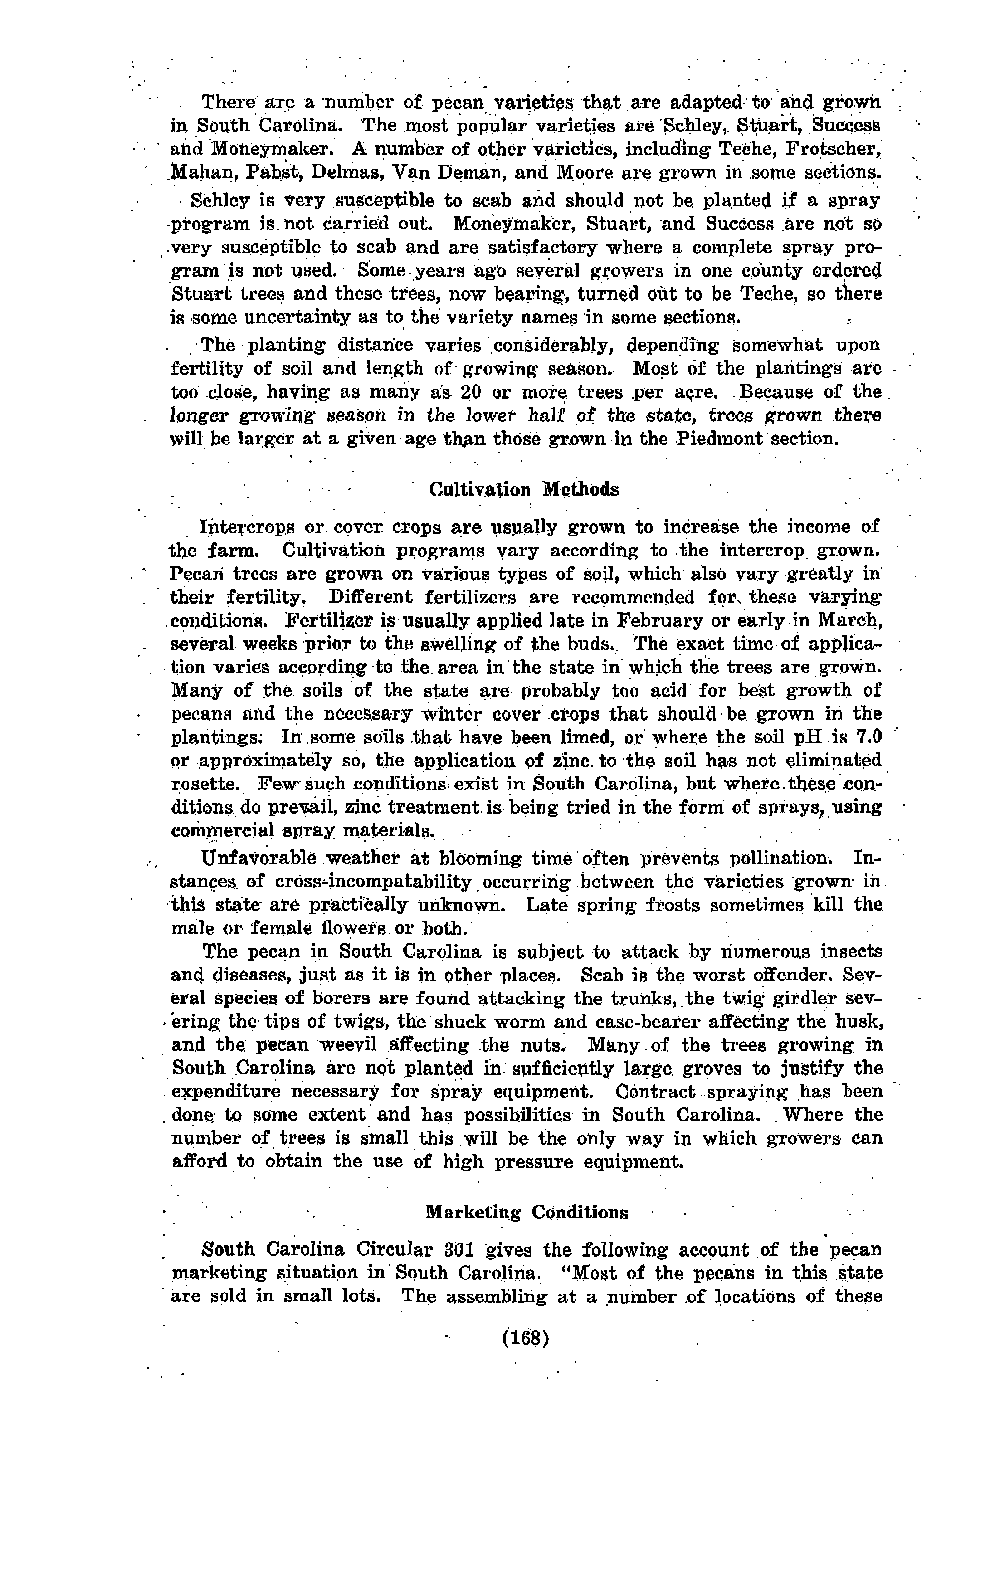 There are a number of pecan varieties that are adapted to and grown
in South Carolina. The most popular varieties are Schley, Stuart, Success
and Moneymaker. A number of other varieties, including Teche, Frotscher,
Mahan, Pabst, Delmas, Van Deman, and Moore are grown in some sections.
Schley is very susceptible to scab and should not be planted if a spray
program is not carried out. Moneymaker, Stuart, and Success are not so
very susceptible to scab and are satisfactory where a complete spray pro-
gram is not used. Some years ago several growers in one county ordered
Stuart trees and these trees, now bearing, turned out to be Teche, so there
is some uncertainty as to the variety names in some sections.
The planting distance varies considerably, depending somewhat upon
fertility of soil and length of growing season. Most of the plantings are
too close, having as many as 20 or more trees per acre. Because of the
longer growing season in the lower half of the state, trees grown there
will be larger at a given age than those grown in the Piedmont section.
Cultivation Methods
Intercrops or cover crops are usually grown to increase the income of
the farm. Cultivation programs vary according to the intercrop grown.
Pecan trees are grown on various types of soil, which also vary greatly in
their fertility. Different fertilizers are recommended for these varying
conditions. Fertilizer is usually applied late in February or early in March,
several weeks prior to the swelling of the buds. The exact time of applica-
tion varies according to the area in the state in which the trees are grown.
Many of the soils of the state are probably too acid for best growth of
pecans and the necessary winter cover crops that should be grown in the
plantings. In some soils that have been limed, or where the soil pH is 7.0
or approximately so, the application of zinc to the soil has not eliminated
rosette. Few such conditions exist in South Carolina, but where these con-
ditions do prevail, zinc treatment is being tried in the form of sprays, using
commercial spray materials.
Unfavorable weather at blooming time often prevents pollination. In-
stances of cross-incompatability occurring between the varieties grown in
this state are practically unknown. Late spring frosts sometimes kill the
male or female flowers or both.
The pecan in South Carolina is subject to attack by numerous insects
and diseases, just as it is in other places. Scab is the worst offender. Sev-
eral species of borers are found attacking the trunks, the twig girdler sev-
ering the tips of twigs, the shuck worm and case-bearer affecting the husk,
and the pecan weevil affecting the nuts. Many of the trees growing in
South Carolina are not planted in sufficiently large groves to justify the
expenditure necessary for spray equipment. Contract spraying has been
done to some extent and has possibilities in South Carolina. Where the
number of trees is small this will be the only way in which growers can
afford to obtain the use of high pressure equipment.
Marketing Conditions
South Carolina Circular 301 gives the following account of the pecan
marketing situation in South Carolina. "Most of the pecans in this state
are sold in small lots. The assembling at a number of locations of these
(168)